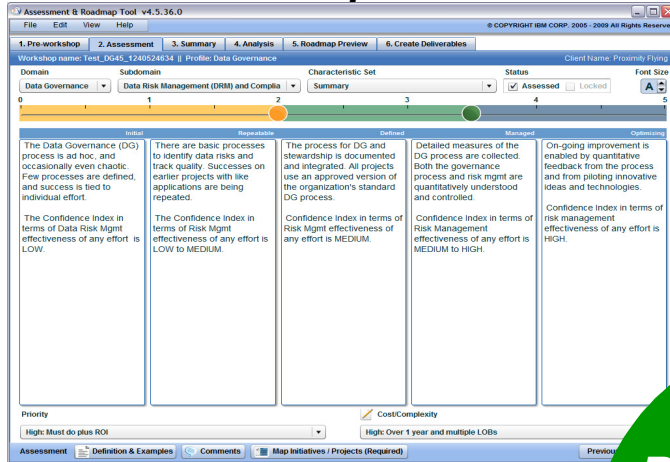 Assessment & Roadmap Tool v4.5.36.0
File Edit View Help
© COPYRIGHT IBM CORP. 2005 - 2009 All Rights Reserve
1. Pre-workshop 2. Assessment 3. Summary 4. Analysis 5. Roadmap Preview 6. Create Deliverables
Workshop name: Test_DG45_1240524634 || Profile: Data Governance Client Name: Proximity Flying
Domain Subdomain Characteristic Set Status Font Size
Data Governance Data Risk Management (DRM) and Complia Summary Assessed Locked A
0 1 2 3 4 5
Initial Repeatable Defined Managed Optimizing
The Data Governance (DG)
process is ad hoc, and
occasionally even chaotic.
Few processes are defined,
and success is tied to
individual effort.
The Confidence Index in
terms of Data Risk Mgmt
effectiveness of any effort is
LOW.
There are basic processes
to identify data risks and
track quality. Successes on
earlier projects with like
applications are being
repeated.
The Confidence Index in
terms of Risk Mgmt
effectiveness of any effort is
LOW to MEDIUM.
The process for DG and
stewardship is documented
and integrated. All projects
use an approved version of
the organization's standard
DG process.
Confidence Index in terms of
Risk Mgmt effectiveness of
any effort is MEDIUM.
Detailed measures of the
DG process are collected.
Both the governance
process and risk mgmt are
quantitatively understood
and controlled.
Confidence Index in terms of
Risk Management
effectiveness of any effort is
MEDIUM to HIGH.
On-going improvement is
enabled by quantitative
feedback from the process
and from piloting innovative
ideas and technologies.
Confidence Index in terms of
risk management
effectiveness of any effort is
HIGH.
Priority Cost/Complexity
High: Must do plus ROI High: Over 1 year and multiple LOBs
Assessment Definition & Examples Comments Map Initiatives / Projects (Required) Previou